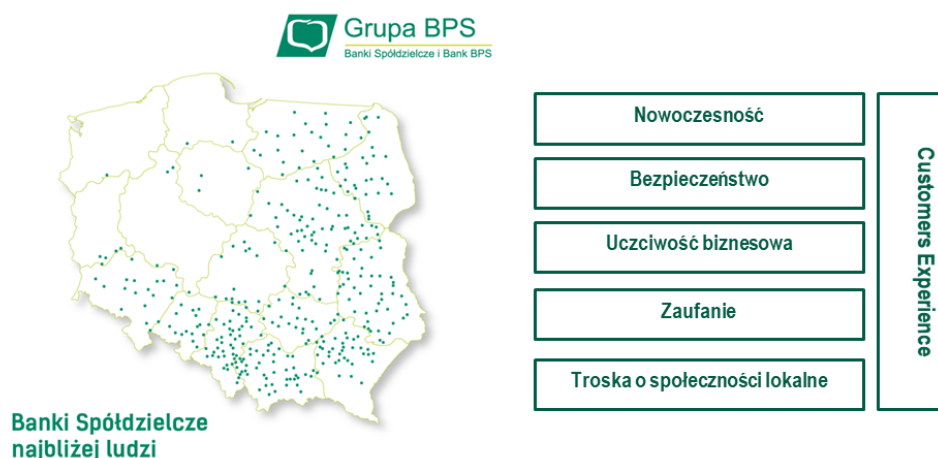 Grupa BPS
Banki Spółdzielcze i Bank BPS
Nowoczesność
Bezpieczeństwo
Uczciwość biznesowa
Zaufanie
Troska o społeczności lokalne
Customers Experience
Banki Spółdzielcze
najbliżej ludzi